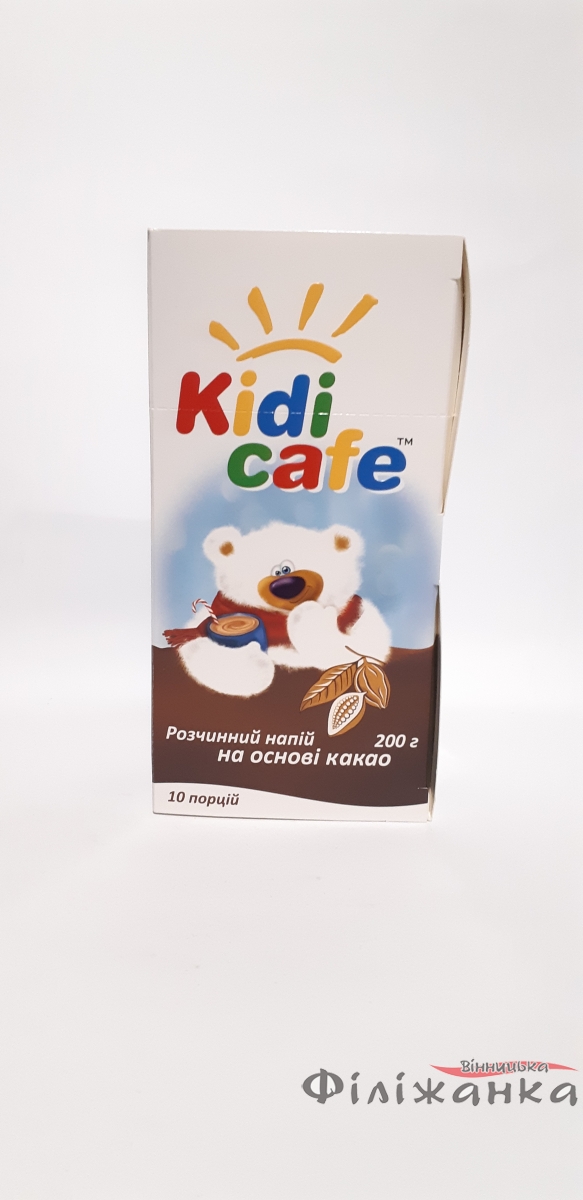 Kidi
cafe™
Розчинний напій 200 г
на основі какао
10 порцій
Вінницька
Філіжанка